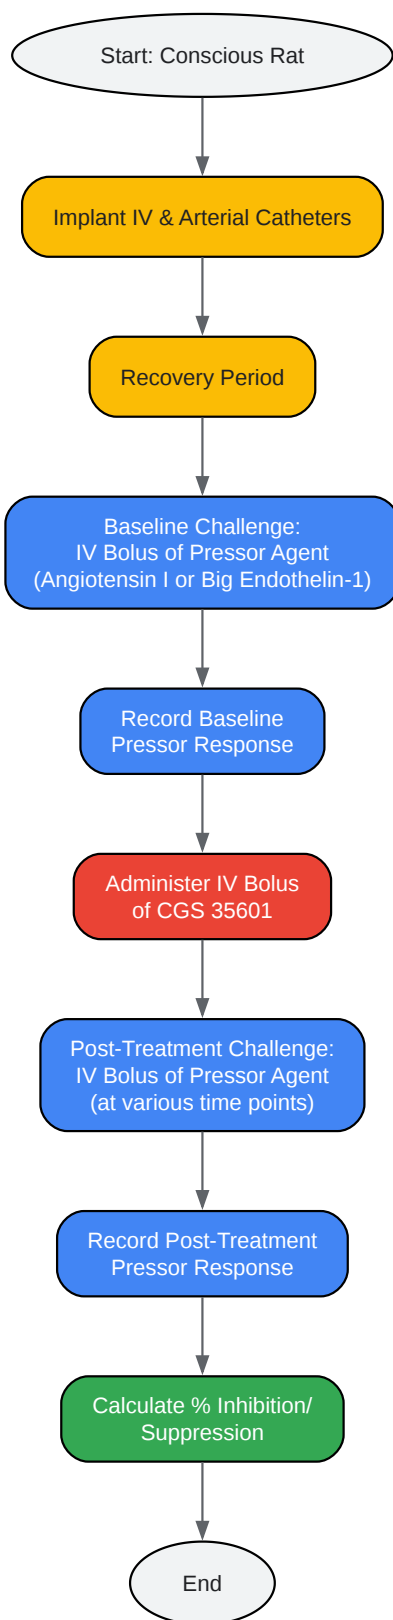 Start: Conscious Rat
Implant IV & Arterial Catheters
Recovery Period
Baseline Challenge:
IV Bolus of Pressor Agent
(Angiotensin I or Big Endothelin-1)
Record Baseline
Pressor Response
Administer IV Bolus
of CGS 35601
Post-Treatment Challenge:
IV Bolus of Pressor Agent
(at various time points)
Record Post-Treatment
Pressor Response
Calculate % Inhibition/
Suppression
End